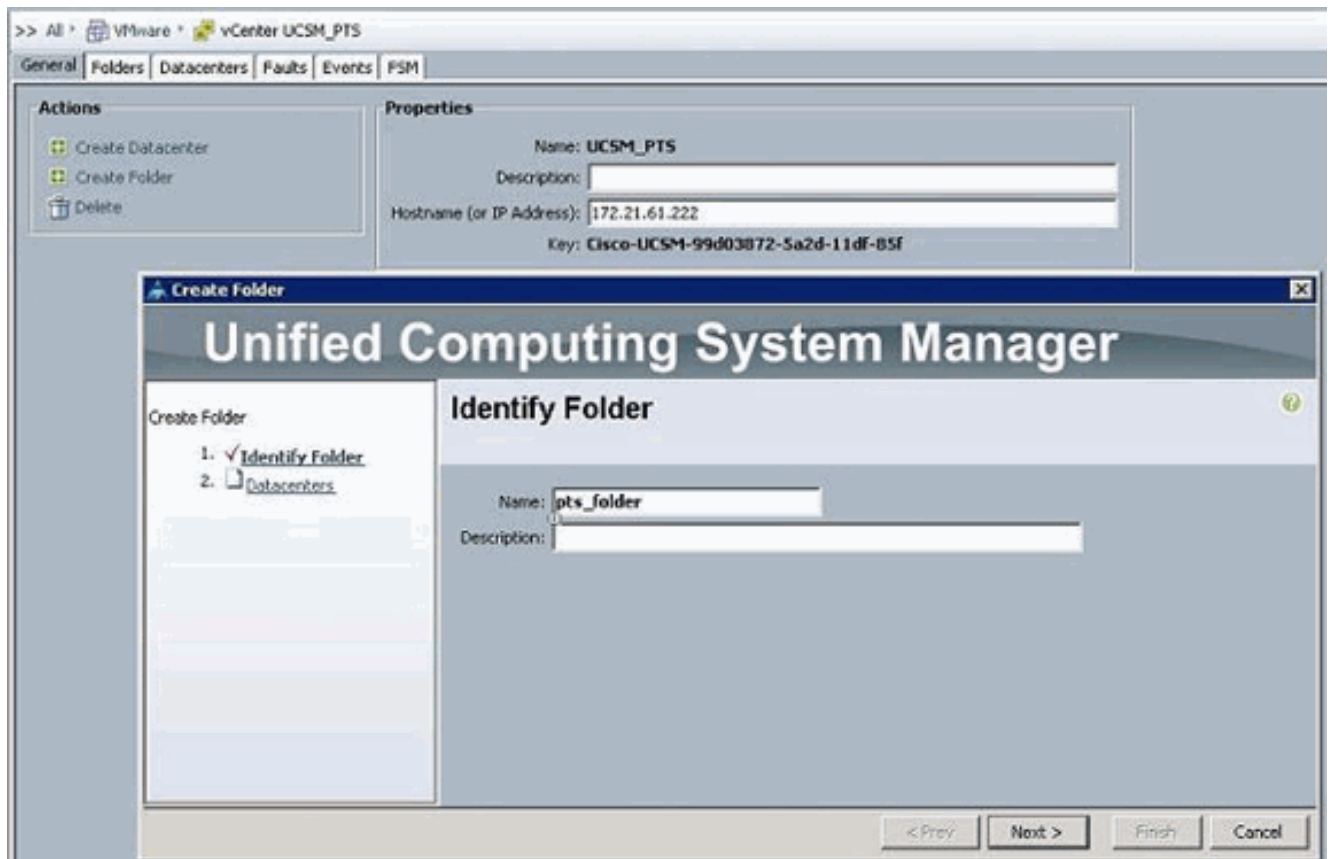 >> All VMware vCenter UCSM_PTS
General Folders Datacenters Faults Events FSM
Actions
Create Datacenter
Create Folder
Delete
Properties
Name: UCSM_PTS
Description:
Hostname (or IP Address): 172.21.61.222
Key: Cisco-UCSM-99d03872-5a2d-11df-85f
Create Folder
Unified Computing System Manager
Create Folder
1. √Identify Folder
2. Datacenters
Identify Folder
Name: pts_folder
Description:
< Prev Next > Finish Cancel